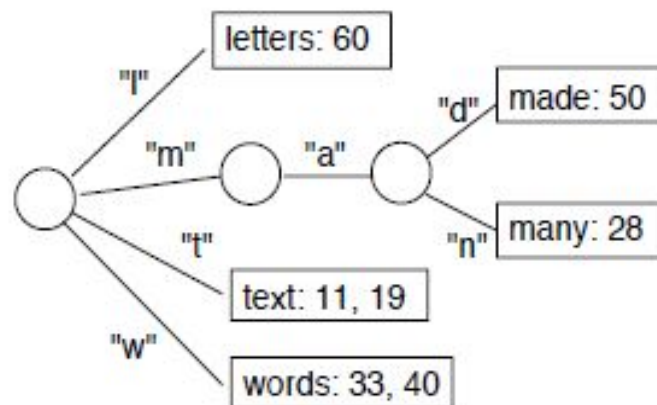 letters: 60
"l"
"d"
made: 50
"m"
"a"
"t"
"n"
many: 28
text: 11, 19
"w"
words: 33, 40